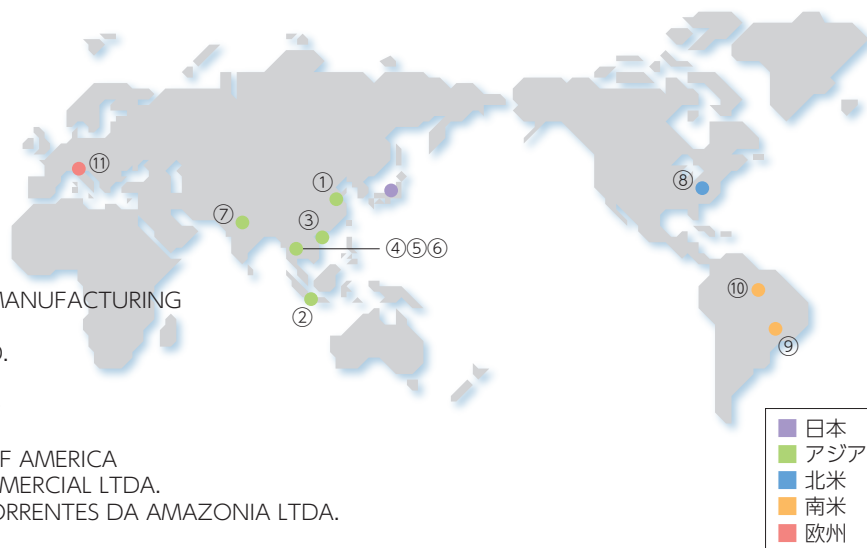 ⑪
①
⑧
⑦
③
④⑤⑥
⑩
②
⑨
MANUFACTURING
.
F AMERICA
MERCIAL LTDA.
ORRENTES DA AMAZONIA LTDA.
日本
アジア
北米
南米
欧州